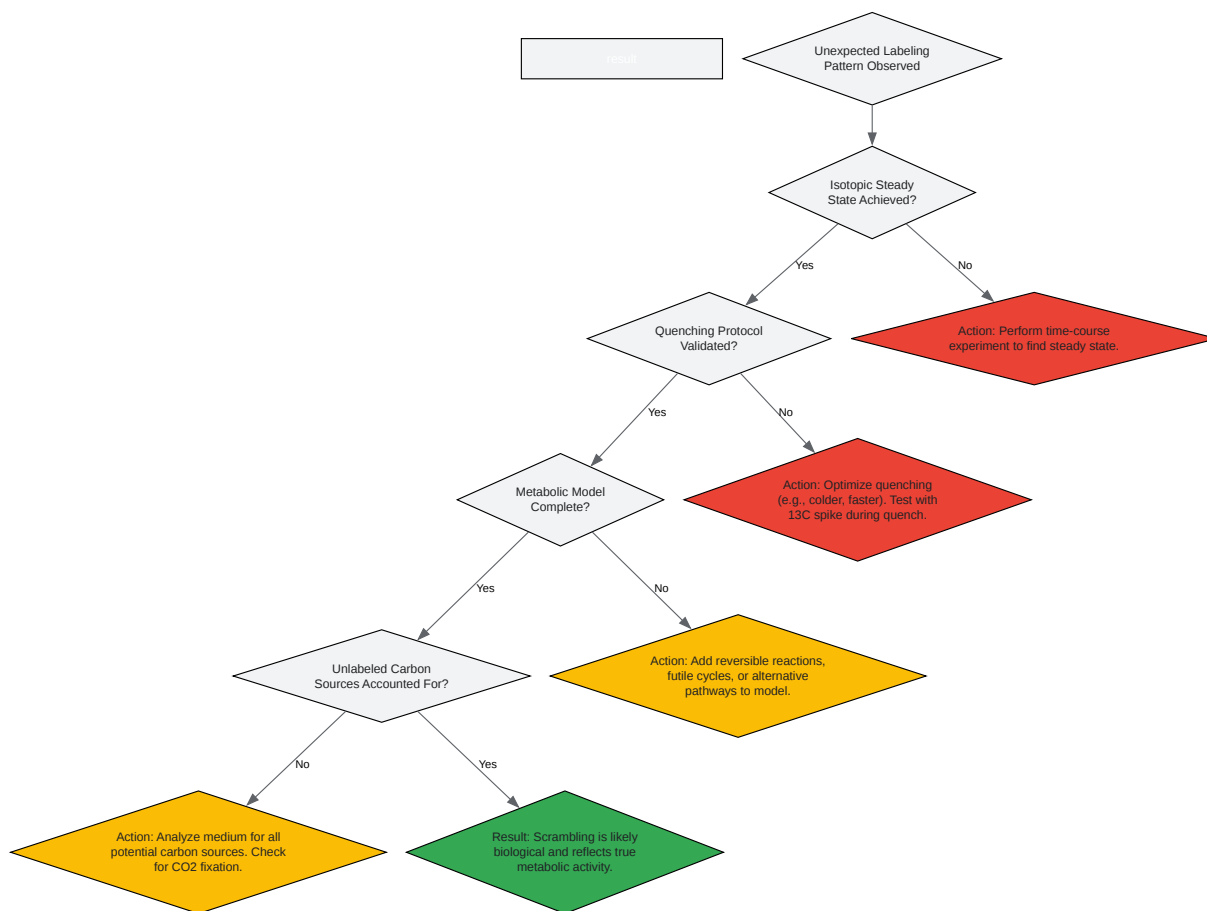 result
Unexpected Labeling
Pattern Observed
Isotopic Steady
State Achieved?
Yes
No
Quenching Protocol
Validated?
Action: Perform time-course
experiment to find steady state.
Yes
No
Metabolic Model
Complete?
Action: Optimize quenching
(e.g., colder, faster). Test with
13C spike during quench.
Yes
No
Unlabeled Carbon
Sources Accounted For?
Action: Add reversible reactions,
futile cycles, or alternative
pathways to model.
No
Yes
Action: Analyze medium for all
potential carbon sources. Check
for CO2 fixation.
Result: Scrambling is likely
biological and reflects true
metabolic activity.